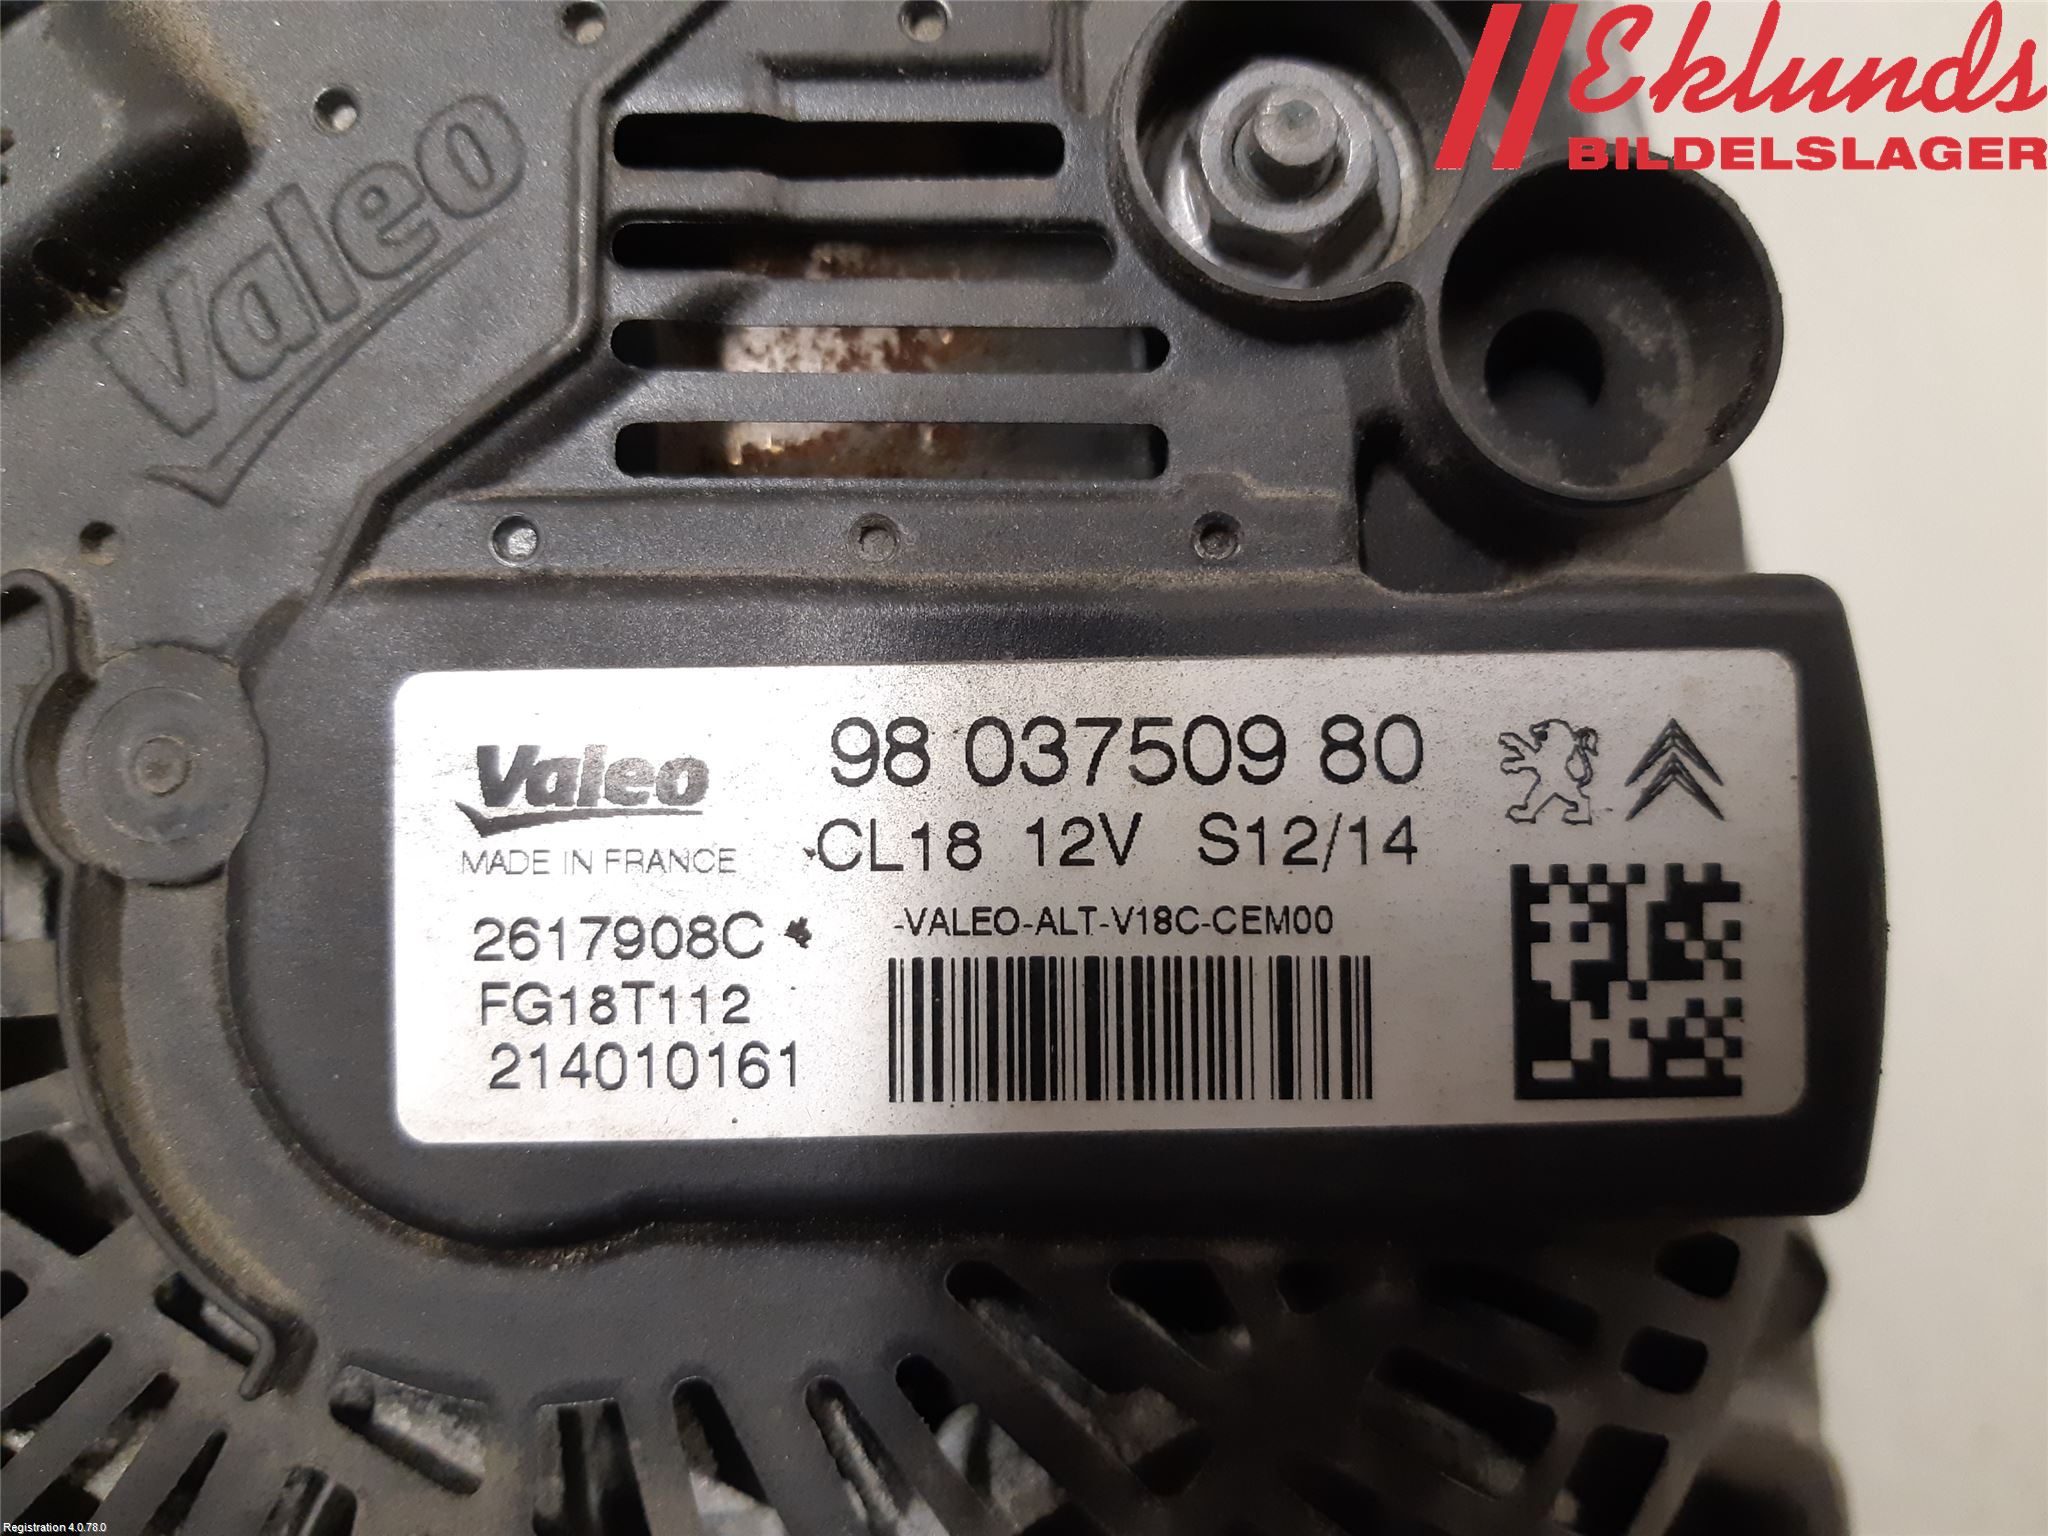 Eklunds
BILDELSLAGER
Valeo
Valeo
MADE IN FRANCE
2617908C
FG18T112
214010161
98 037509 80
CL18 12V S12/14
-VALEO-ALT-V18C-CEM00
Registration 4.0.78.0